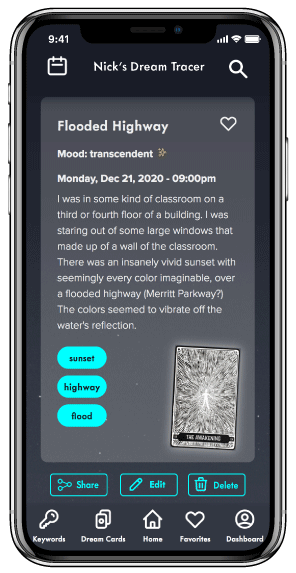 9:41
Nick's Dream Tracer
Flooded Highway
Mood: transcendent
Monday, Dec 21, 2020 - 09:00pm
I was in some kind of classroom on a
third or fourth floor of a building. I was
staring out of some large windows that
made up of a wall of the classroom.
There was an insanely vivid sunset with
seemingly every color imaginable, over
a flooded highway (Merritt Parkway?)
The colors seemed to vibrate off the
water's reflection.
sunset
highway
flood
THE AWAKENING
Share Edit Delete
Keywords Dream Cards Home Favorites Dashboard